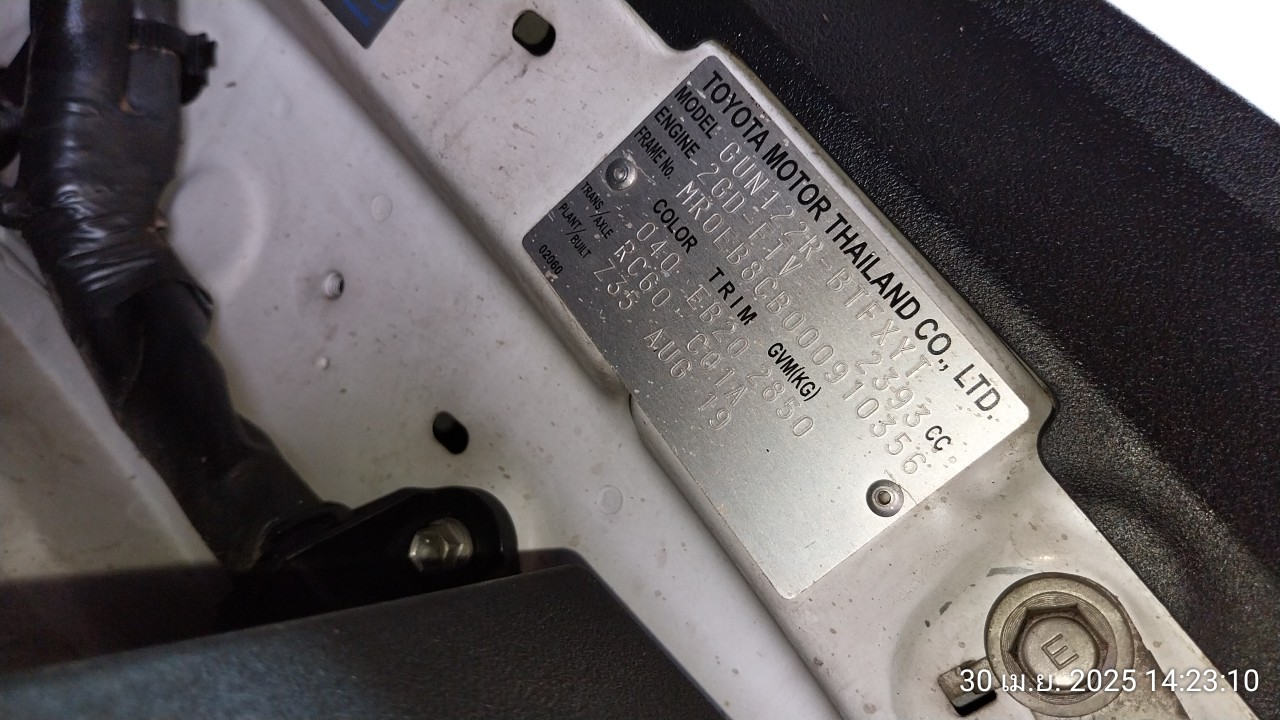 TOYOTA MOTOR THAILAND CO., LTD.
MODEL GUN122R-BTFXYT
ENGINE 2GD-FTV 2393 CC
FRAME No. MR0EB8CB000910356
COLOR TRIM GVM(KG)
040 EB20 2850
TRANS/AXLE RC60 CG1A
PLANT/BUILT Z35 AUG 19
02060
E
30 เม.ย. 2025 14:23:10